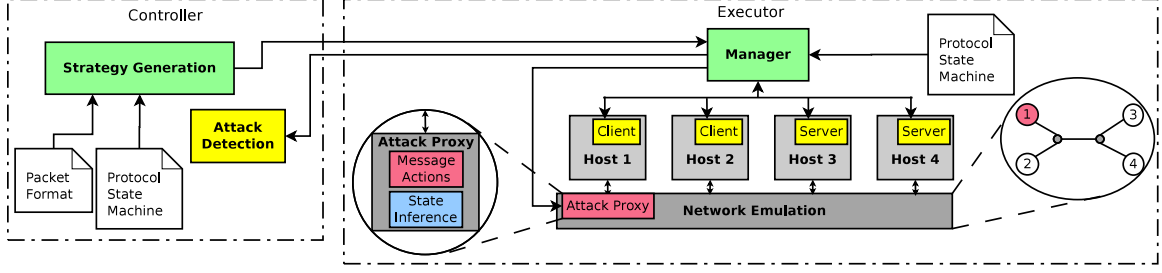 Controller
Strategy Generation
Attack
Detection
Packet
Format
Protocol
State
Machine
Executor
Manager
Protocol
State
Machine
Client
Host 1
Client
Host 2
Server
Host 3
Server
Host 4
Attack Proxy
Message
Actions
State
Inference
Attack Proxy
Network Emulation
1
2
3
4